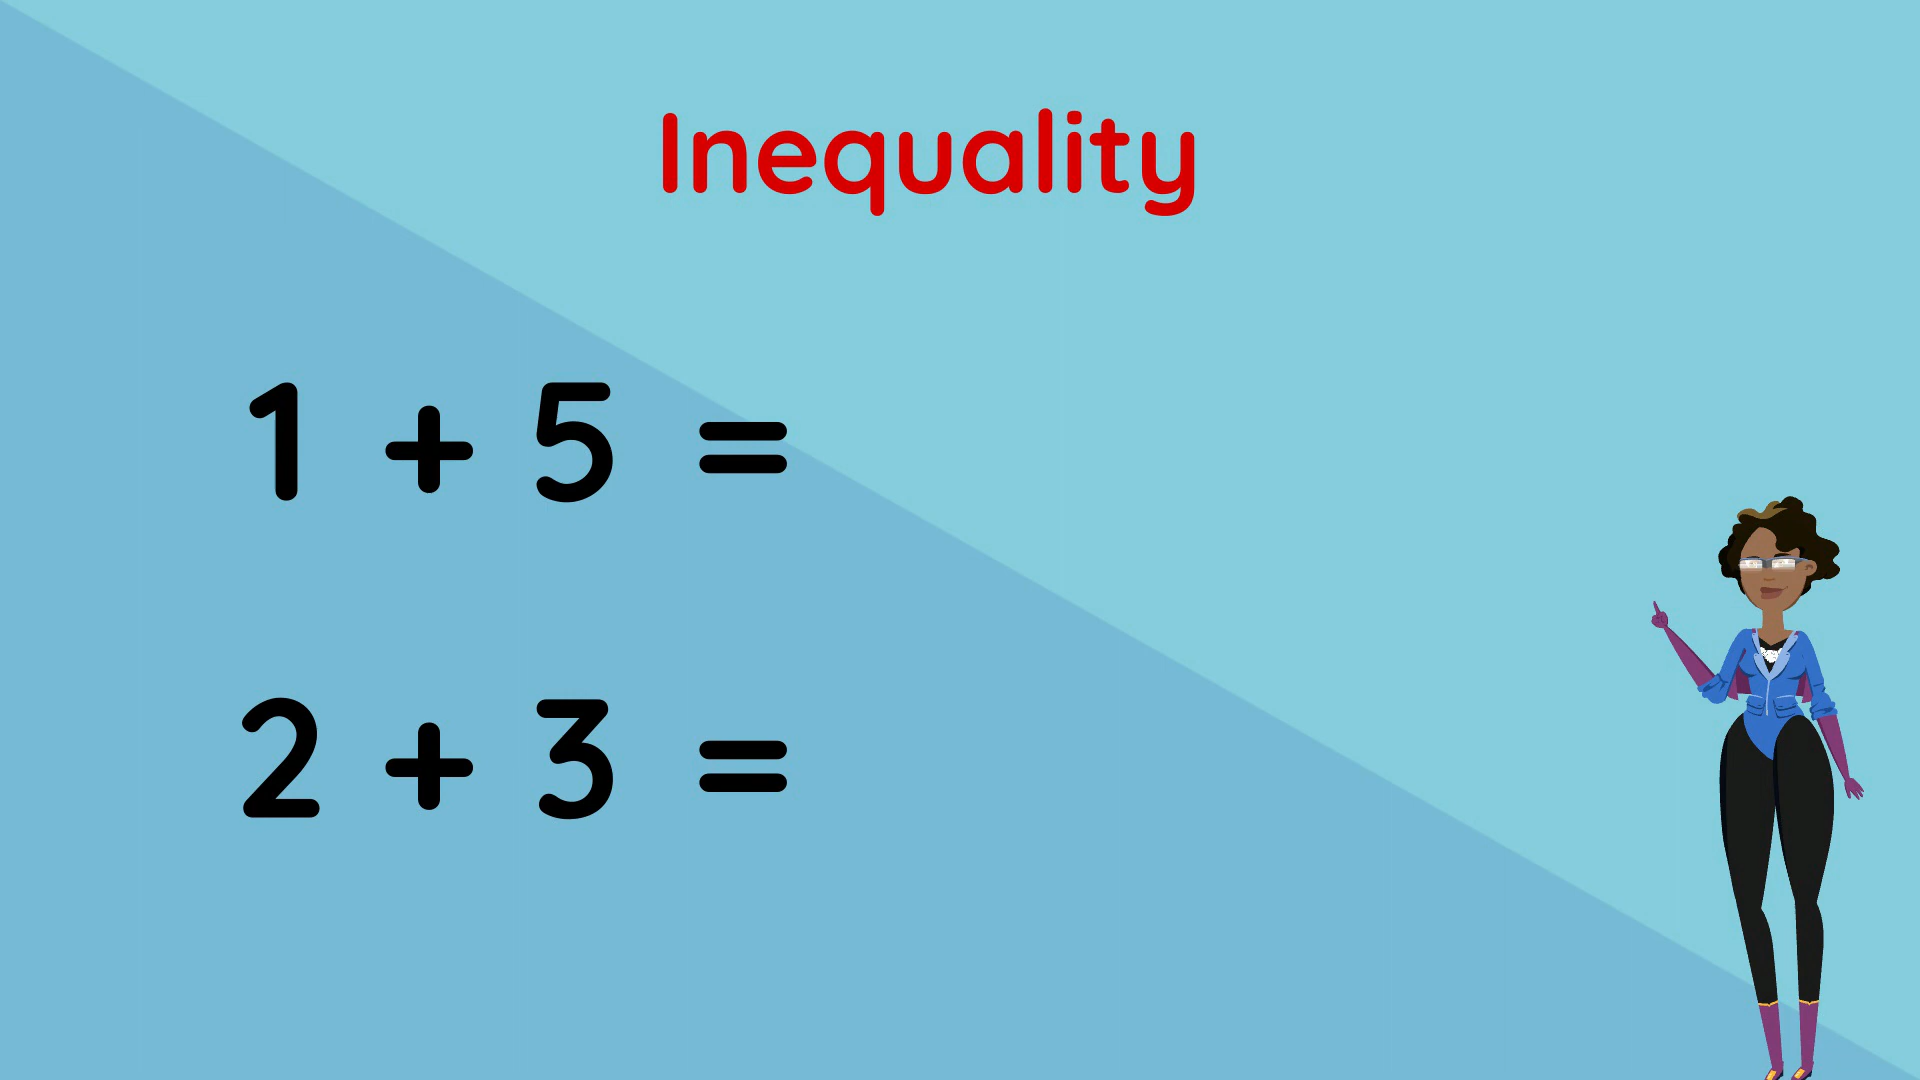 Inequality
1 + 5 =
2 + 3 =